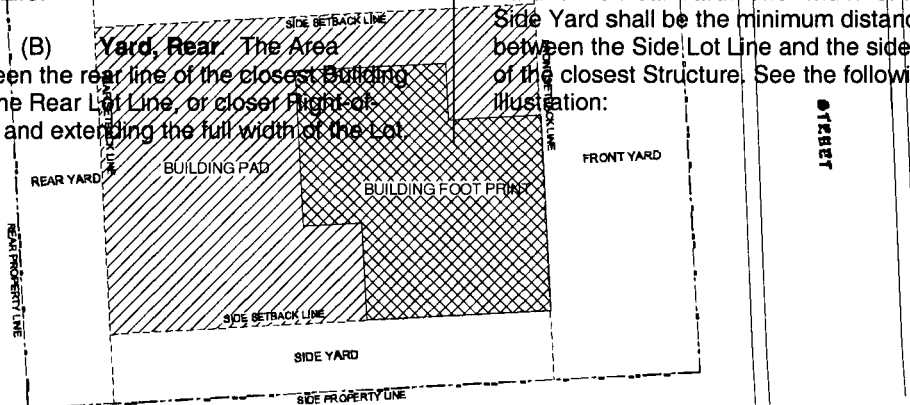 Side Yard shall be the minimum distanc
between the Side Lot Line and the side
of the closest Structure. See the followi
illustration:
(B) Yard, Rear. The Area
een the rear line of the closest Building
he Rear Lot Line, or closer Right-of-
and extending the full width of the Lot.
SIDE SETBACK LINE
STREET
FRONT YARD
BUILDING PAD
REAR YARD
BUILDING FOOT PRINT
REAR PROPERTY LINE
SIDE SETBACK LINE
SIDE YARD
SIDE PROPERTY LINE